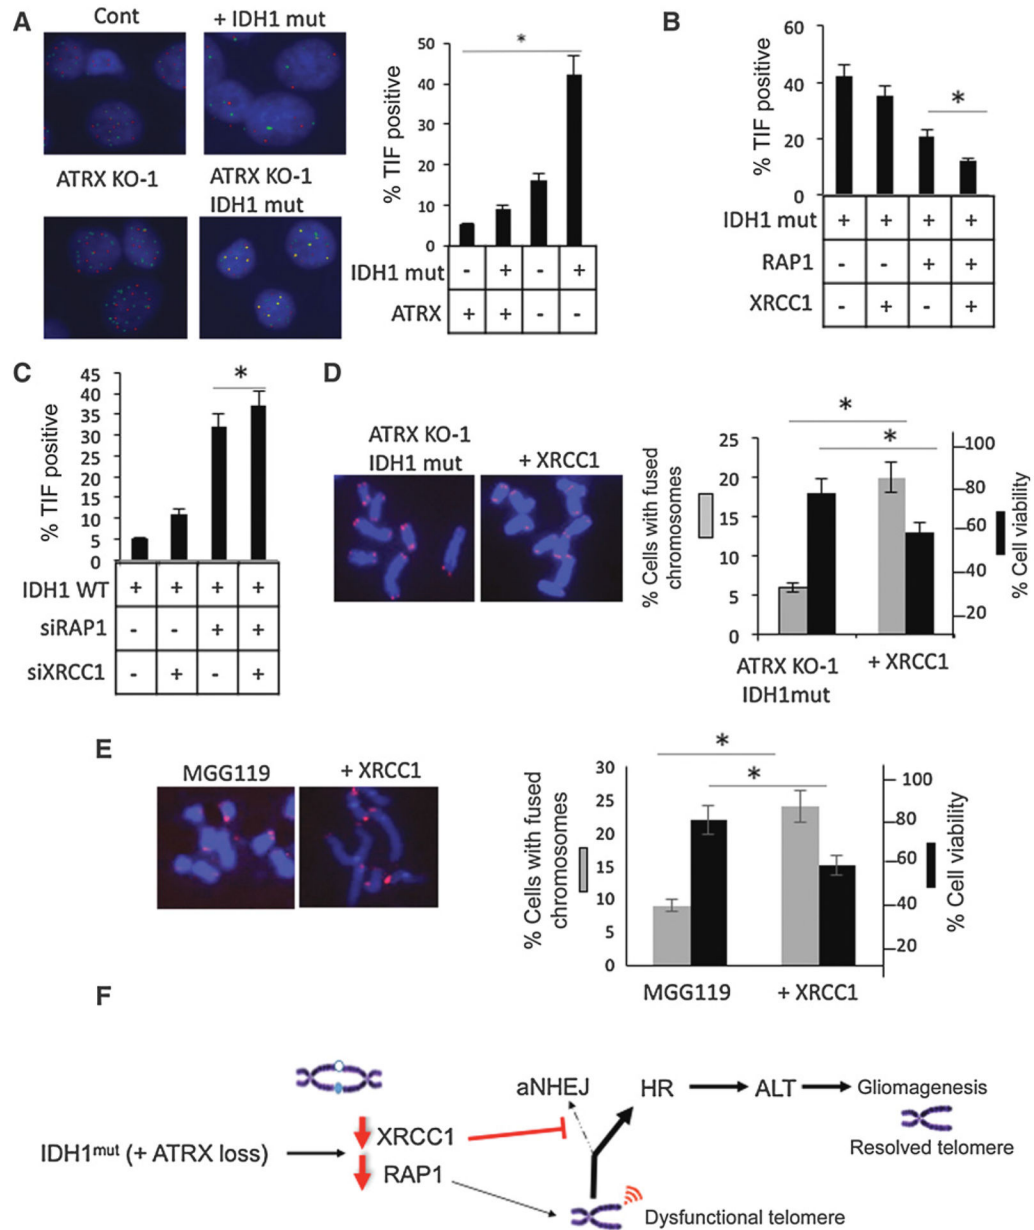 A
Cont
+ IDH1 mut
ATRX KO-1
ATRX KO-1
IDH1 mut
% TIF positive
50
40
30
20
10
0
*
IDH1 mut - + - +
ATRX + + - -
B
% TIF positive
60
40
20
0
*
IDH1 mut + + + +
RAP1 - - + +
XRCC1 - + - +
C
% TIF positive
45
40
35
30
25
20
15
10
5
0
*
IDH1 WT + + + +
siRAP1 - - + +
siXRCC1 - + - +
D
ATRX KO-1
IDH1 mut
+ XRCC1
% Cells with fused
chromosomes
25
20
15
10
5
0
*
*
100
80
60
40
20
% Cell viability
ATRX KO-1
IDH1mut
+ XRCC1
E
MGG119
+ XRCC1
% Cells with fused
chromosomes
30
25
20
15
10
5
0
*
*
100
80
60
40
20
% Cell viability
MGG119
+ XRCC1
F
IDH1mut (+ ATRX loss)
XRCC1
RAP1
aNHEJ
HR
ALT
Gliomagenesis
Resolved telomere
Dysfunctional telomere